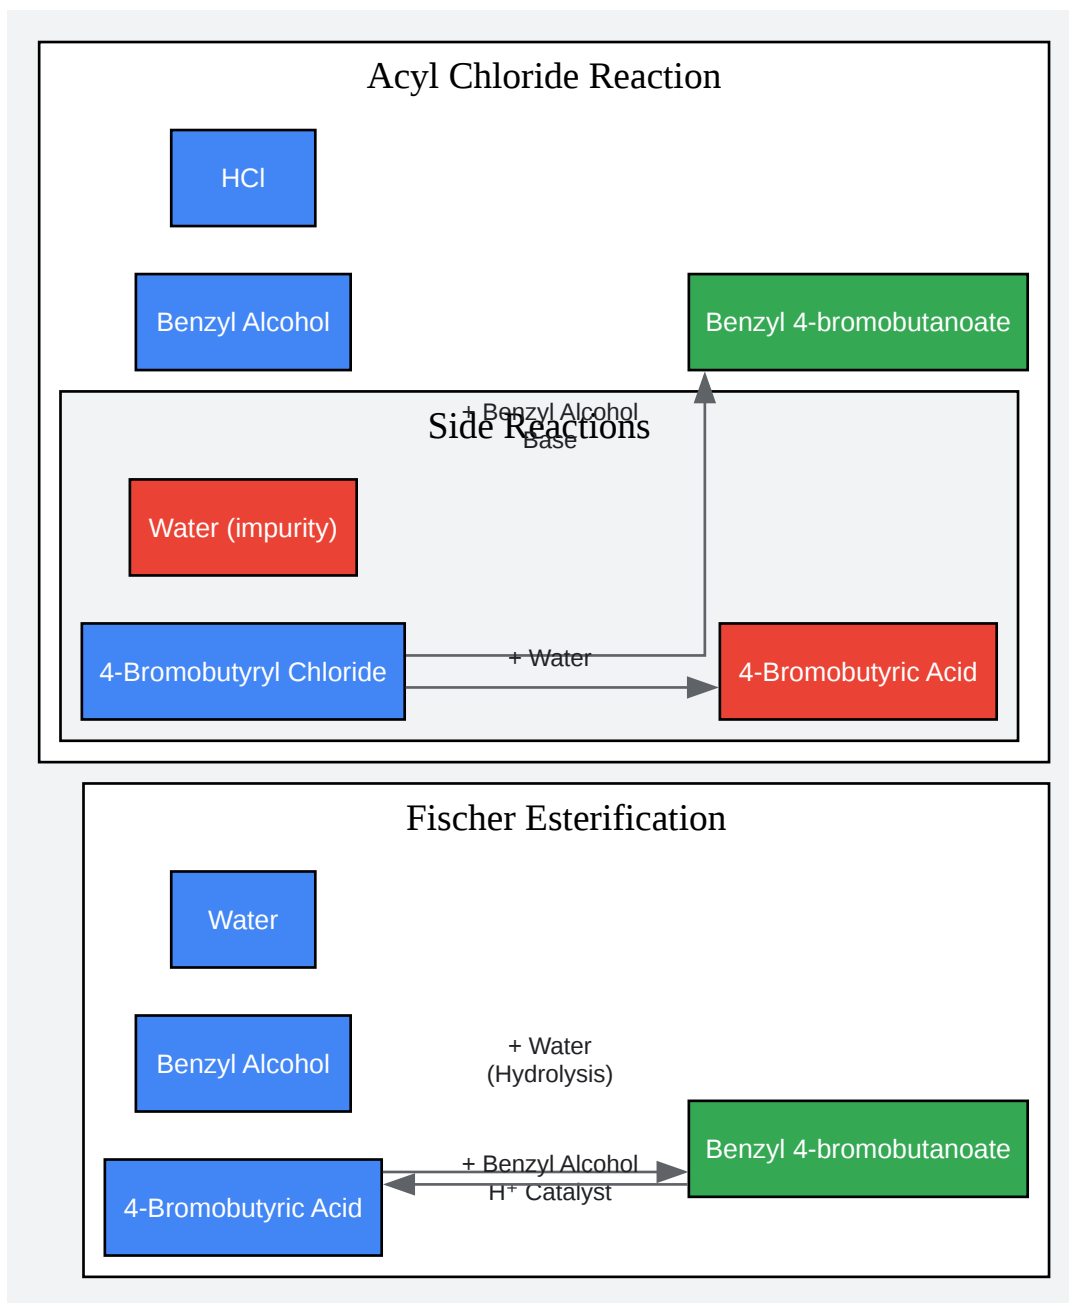 Acyl Chloride Reaction
HCl
Benzyl Alcohol
Benzyl 4-bromobutanoate
+ Benzyl Alcohol
Base
Side Reactions
Water (impurity)
4-Bromobutyryl Chloride
+ Water
4-Bromobutyric Acid
Fischer Esterification
Water
Benzyl Alcohol
+ Water
(Hydrolysis)
Benzyl 4-bromobutanoate
+ Benzyl Alcohol
H⁺ Catalyst
4-Bromobutyric Acid